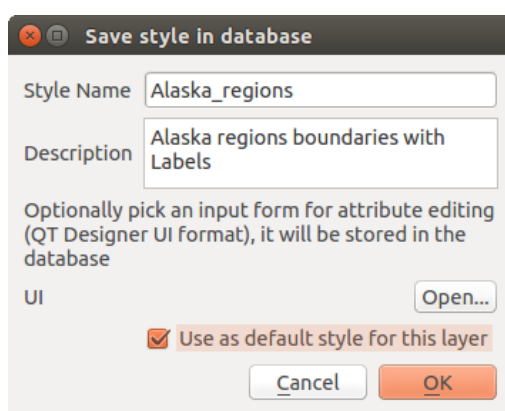 Save style in database
Style Name Alaska_regions
Description Alaska regions boundaries with
Labels
Optionally pick an input form for attribute editing
(QT Designer UI format), it will be stored in the
database
UI Open...
Use as default style for this layer
Cancel OK